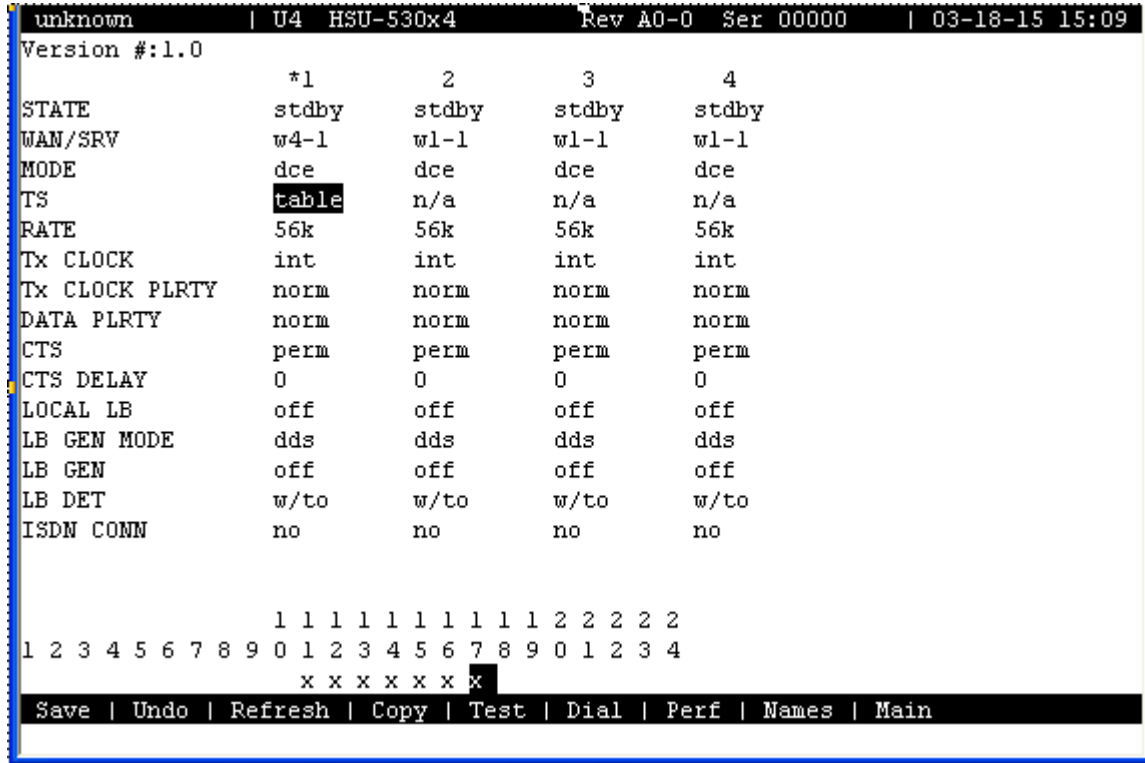 unknown | U4 HSU-530x4 Rev A0-0 Ser 00000 | 03-18-15 15:09
Version #:1.0
*1 2 3 4
STATE stdby stdby stdby stdby
WAN/SRV w4-1 w1-1 w1-1 w1-1
MODE dce dce dce dce
TS table n/a n/a n/a
RATE 56k 56k 56k 56k
Tx CLOCK int int int int
Tx CLOCK PLRTY norm norm norm norm
DATA PLRTY norm norm norm norm
CTS perm perm perm perm
CTS DELAY 0 0 0 0
LOCAL LB off off off off
LB GEN MODE dds dds dds dds
LB GEN off off off off
LB DET w/to w/to w/to w/to
ISDN CONN no no no no
1 1 1 1 1 1 1 1 1 1 2 2 2 2 2
1 2 3 4 5 6 7 8 9 0 1 2 3 4 5 6 7 8 9 0 1 2 3 4
x x x x x x x
Save | Undo | Refresh | Copy | Test | Dial | Perf | Names | Main